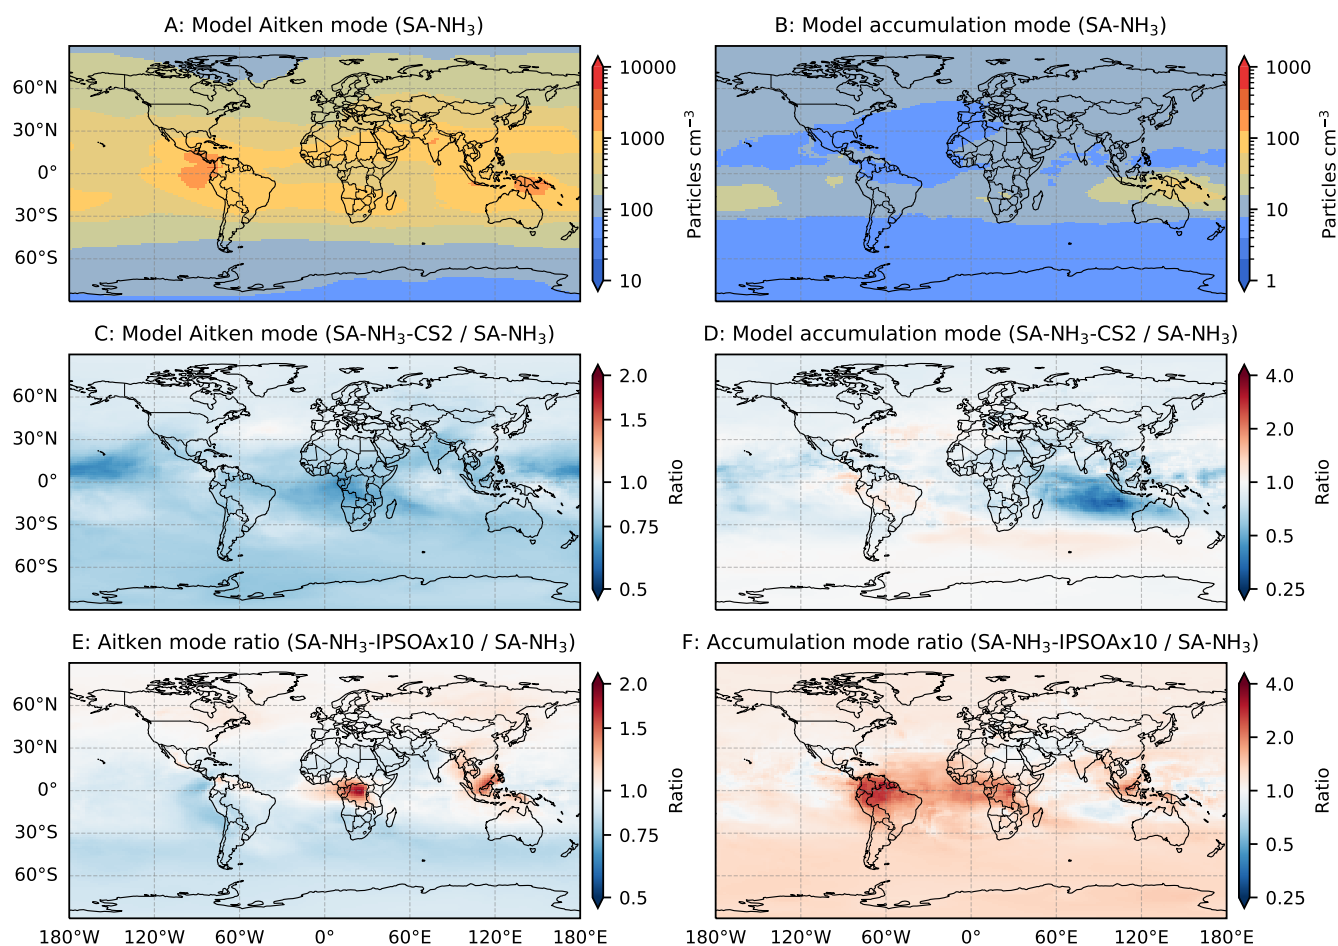 A: Model Aitken mode (SA-NH₃)
B: Model accumulation mode (SA-NH₃)
60°N
30°N
0°
30°S
60°S
10000
1000
100
10
Particles cm⁻³
1000
100
10
1
Particles cm⁻³
C: Model Aitken mode (SA-NH₃-CS2 / SA-NH₃)
D: Model accumulation mode (SA-NH₃-CS2 / SA-NH₃)
60°N
30°N
0°
30°S
60°S
2.0
1.5
1.0
0.75
0.5
Ratio
4.0
2.0
1.0
0.5
0.25
Ratio
E: Aitken mode ratio (SA-NH₃-IPSOAx10 / SA-NH₃)
F: Accumulation mode ratio (SA-NH₃-IPSOAx10 / SA-NH₃)
60°N
30°N
0°
30°S
60°S
2.0
1.5
1.0
0.75
0.5
Ratio
4.0
2.0
1.0
0.5
0.25
Ratio
180°W 120°W 60°W 0° 60°E 120°E 180°E
180°W 120°W 60°W 0° 60°E 120°E 180°E